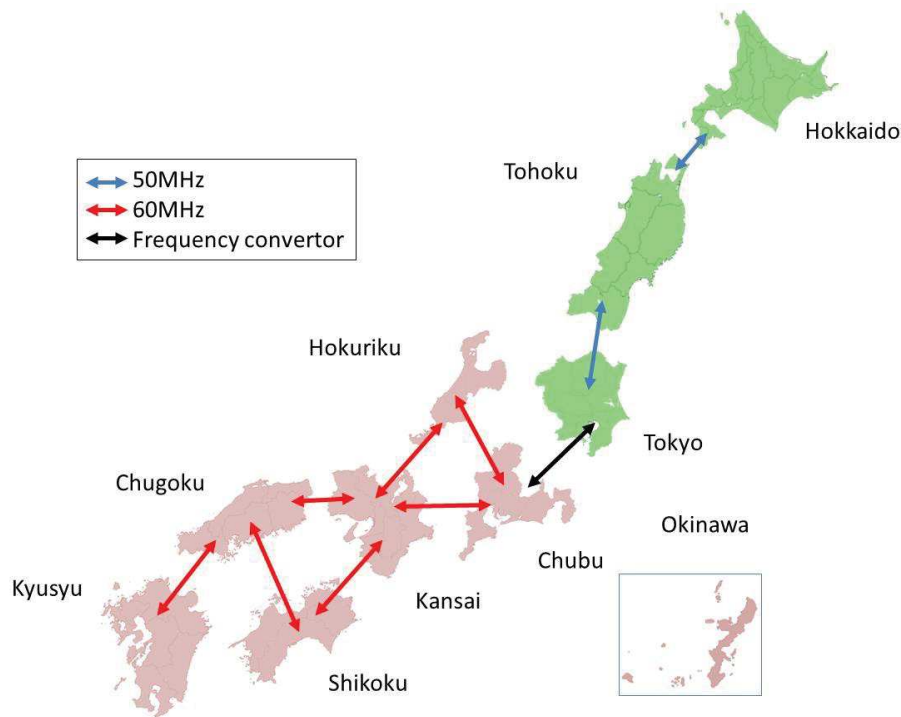 Hokkaido
Tohoku
50MHz
60MHz
Frequency convertor
Hokuriku
Tokyo
Chugoku
Okinawa
Chubu
Kyusyu
Kansai
Shikoku